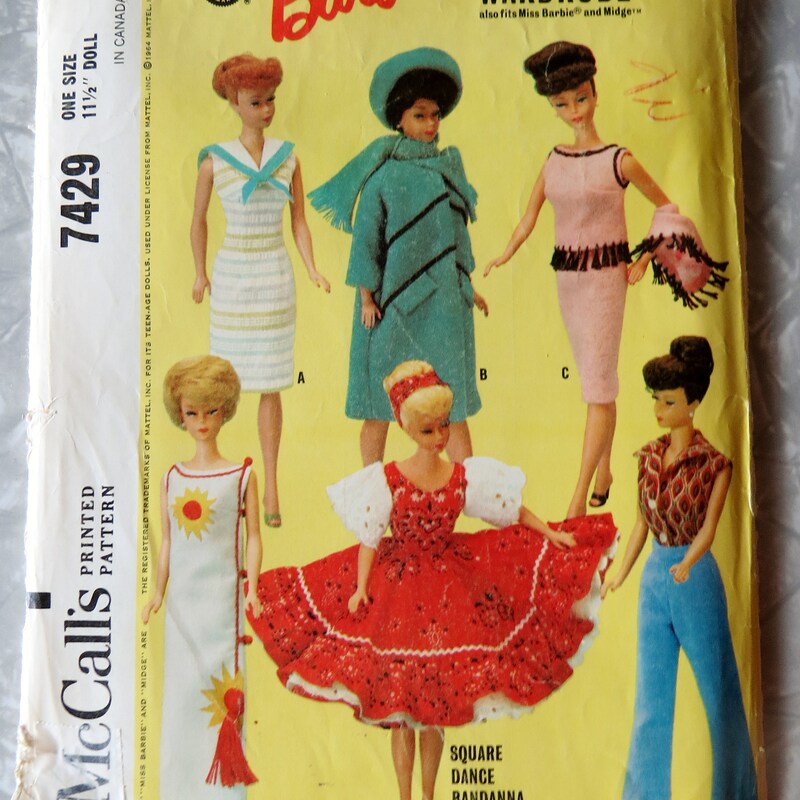 Barbie
WARDROBE
also fits Miss Barbie® and Midge™
ONE SIZE
11½" DOLL
IN CANADA
7429
McCall's
PRINTED
PATTERN
© 1964 MATTEL, INC.
THE REGISTERED TRADEMARKS OF MATTEL, INC. FOR ITS TEEN-AGE DOLLS. USED UNDER LICENSE FROM MATTEL, INC.
"MISS BARBIE" AND "MIDGE" ARE
A
B
C
SQUARE
DANCE
BANDANNA